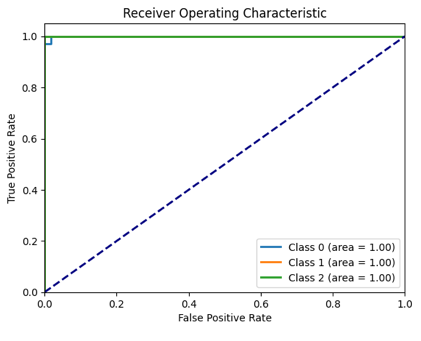 Receiver Operating Characteristic
True Positive Rate
1.0
0.8
0.6
0.4
0.2
0.0
Class 0 (area = 1.00)
Class 1 (area = 1.00)
Class 2 (area = 1.00)
0.0 0.2 0.4 0.6 0.8 1.0
False Positive Rate